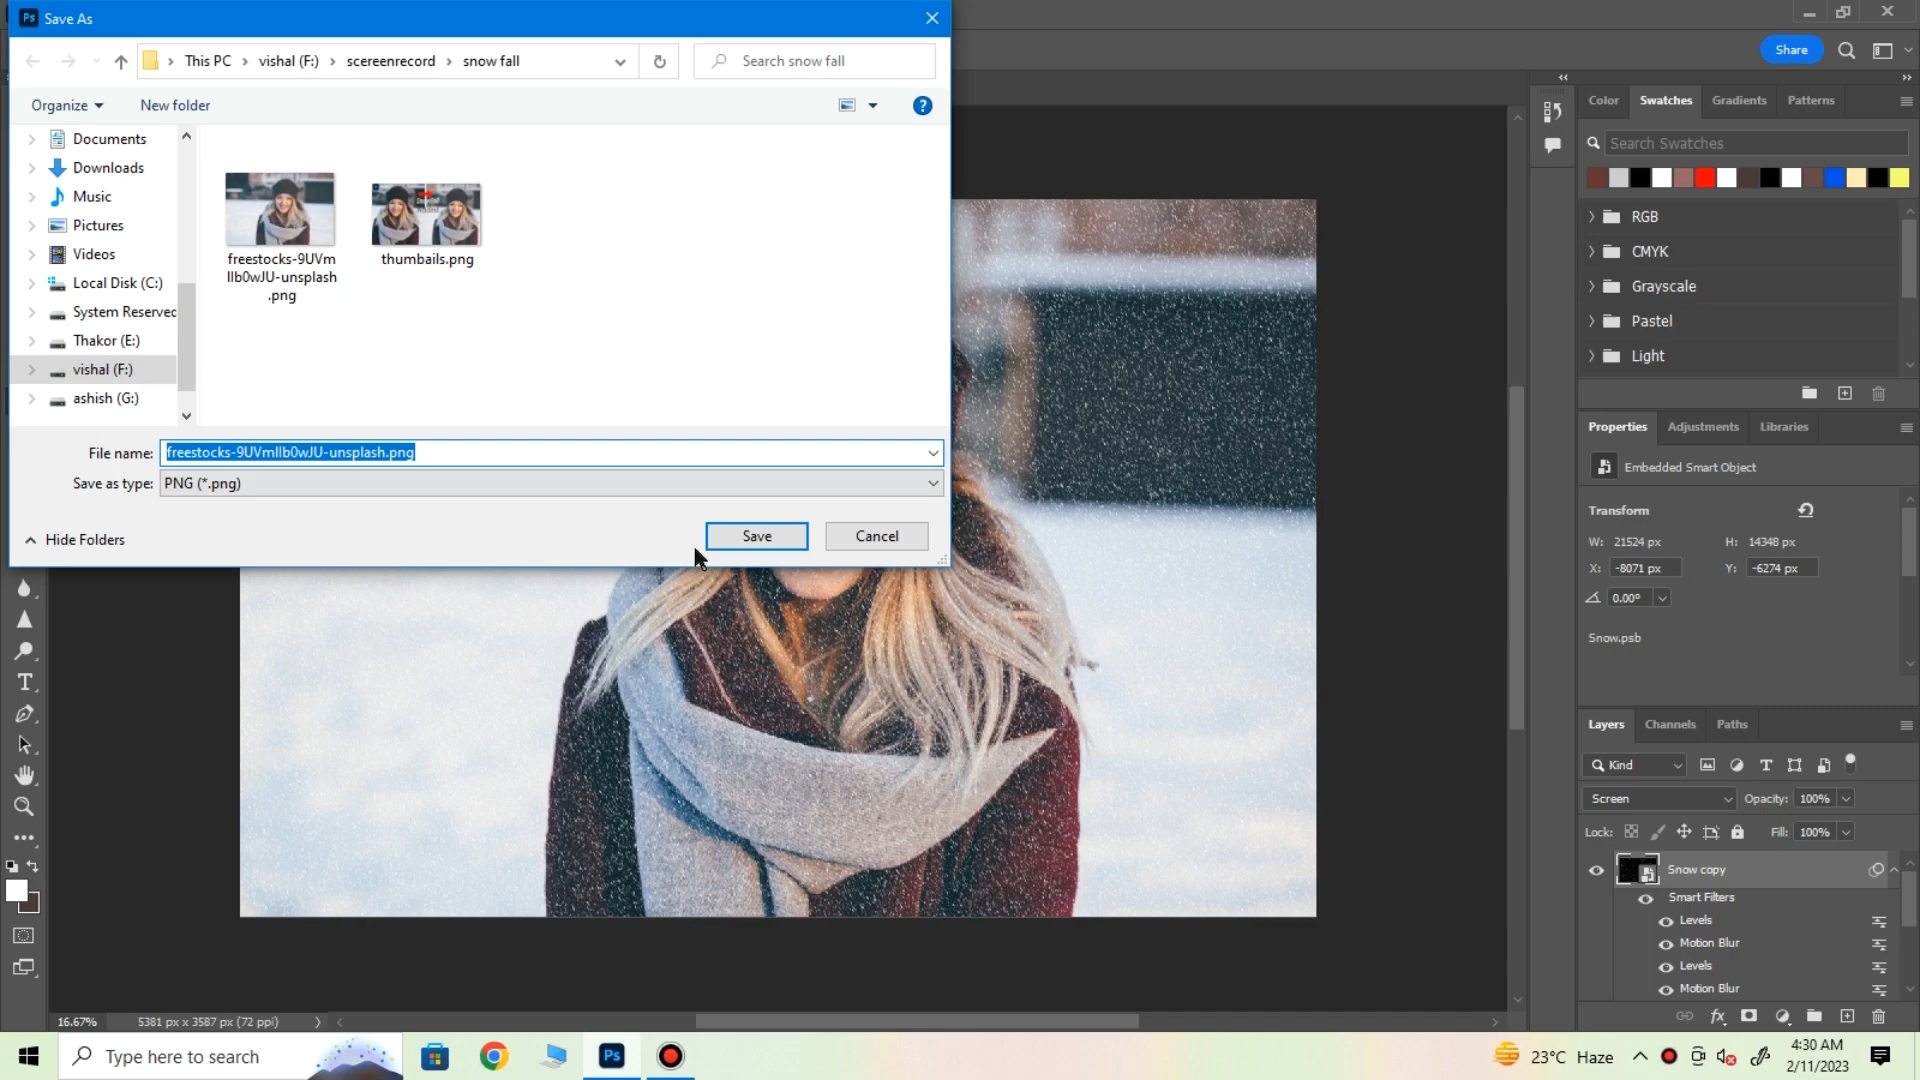 Save As
This PC
vishal (F:)
scereenrecord
snow fall
Search snow fall
Organize
New folder
Documents
Downloads
Music
Pictures
Videos
Local Disk (C:)
System Reserved
Thakor (E:)
vishal (F:)
ashish (G:)
freestocks-9UVm
llb0wJU-unsplash
.png
thumbails.png
File name:
freestocks-9UVmllb0wJU-unsplash.png
Save as type:
PNG (*.png)
Hide Folders
Save
Cancel
Share
Color
Swatches
Gradients
Patterns
Search Swatches
RGB
CMYK
Grayscale
Pastel
Light
Properties
Adjustments
Libraries
Embedded Smart Object
Transform
W: 21524 px
H: 14348 px
X: -8071 px
Y: -6274 px
0.00°
Snow.psb
Layers
Channels
Paths
Kind
Screen
Opacity: 100%
Lock:
Fill: 100%
Snow copy
Smart Filters
Levels
Motion Blur
Levels
Motion Blur
16.67%
5381 px x 3587 px (72 ppi)
Type here to search
Ps
23°C Haze
4:30 AM
2/11/2023